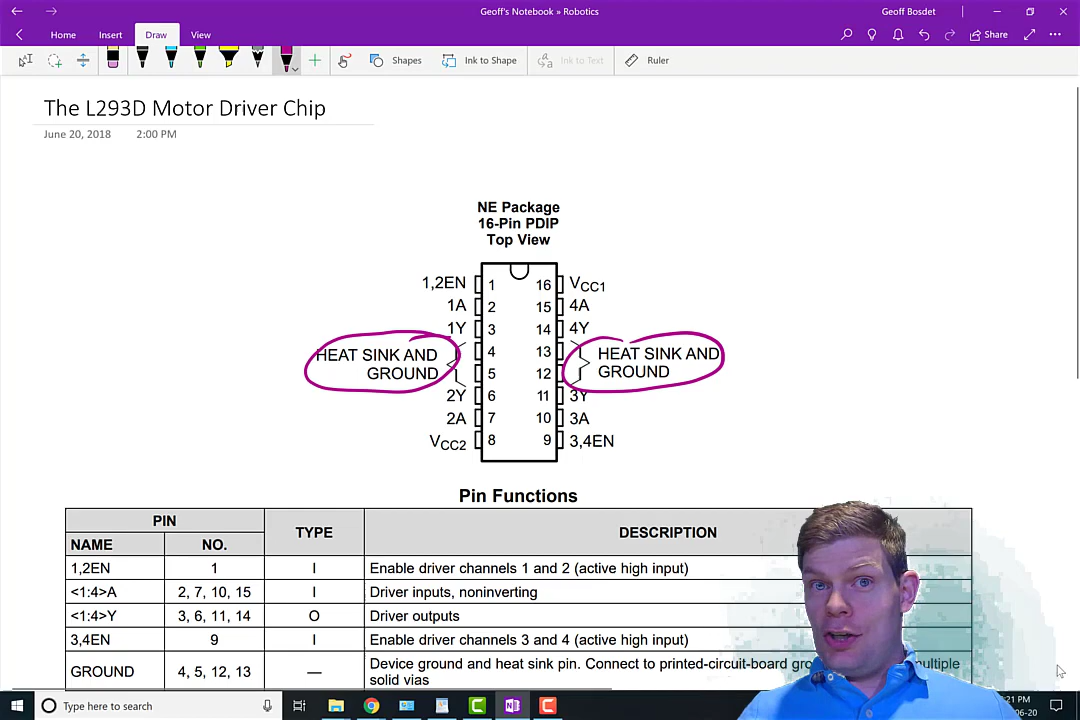 Geoff's Notebook » Robotics
Geoff Bosdet
Home Insert Draw View
Share
Shapes Ink to Shape Ink to Text Ruler
The L293D Motor Driver Chip
June 20, 2018 2:00 PM
NE Package
16-Pin PDIP
Top View
1,2EN 1 16 VCC1
1A 2 15 4A
1Y 3 14 4Y
HEAT SINK AND 4 13 HEAT SINK AND
GROUND 5 12 GROUND
2Y 6 11 3Y
2A 7 10 3A
VCC2 8 9 3,4EN
Pin Functions
PIN TYPE DESCRIPTION
NAME NO.
1,2EN 1 I Enable driver channels 1 and 2 (active high input)
<1:4>A 2, 7, 10, 15 I Driver inputs, noninverting
<1:4>Y 3, 6, 11, 14 O Driver outputs
3,4EN 9 I Enable driver channels 3 and 4 (active high input)
GROUND 4, 5, 12, 13 — Device ground and heat sink pin. Connect to printed-circuit-board
solid vias
Type here to search
21 PM
06-20